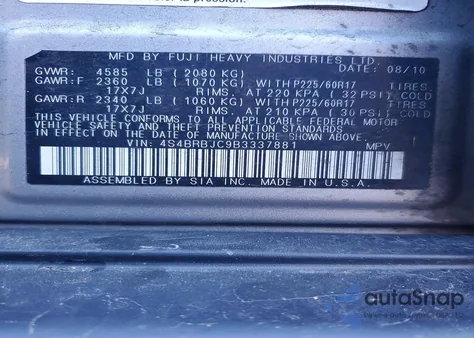 pression.
MFD BY FUJI HEAVY INDUSTRIES LTD.
DATE: 08/10
GVWR: 4585 LB (2080 KG)
GAWR:F 2360 LB (1070 KG) WITH P225/60R17 TIRES,
17X7J RIMS, AT 220 KPA (32 PSI) COLD
GAWR:R 2340 LB (1060 KG) WITH P225/60R17 TIRES,
17X7J RIMS, AT 210 KPA (30 PSI) COLD
THIS VEHICLE CONFORMS TO ALL APPLICABLE FEDERAL MOTOR
VEHICLE SAFETY AND THEFT PREVENTION STANDARDS
IN EFFECT ON THE DATE OF MANUFACTURE SHOWN ABOVE.
VIN: 4S4BRBJC9B3337881 MPV
ASSEMBLED BY SIA INC. MADE IN U.S.A.
autoSnap